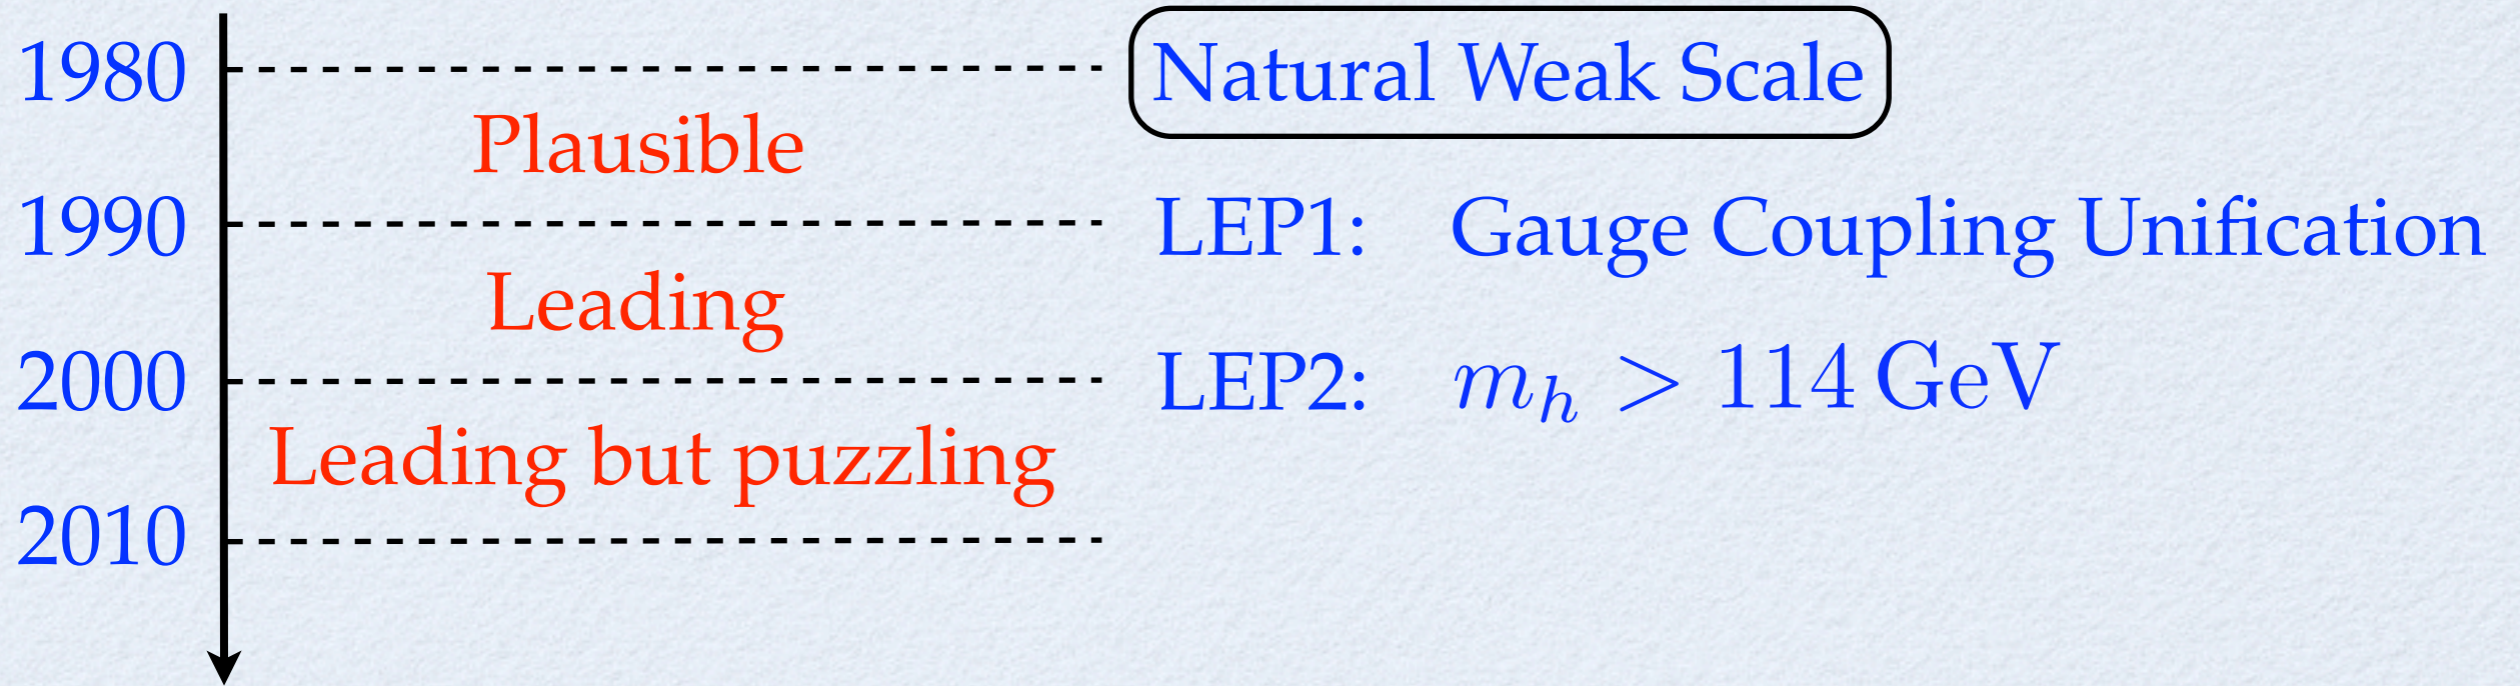 1980 Natural Weak Scale
Plausible
1990 LEP1: Gauge Coupling Unification
Leading
2000 LEP2: m_h > 114 GeV
Leading but puzzling
2010